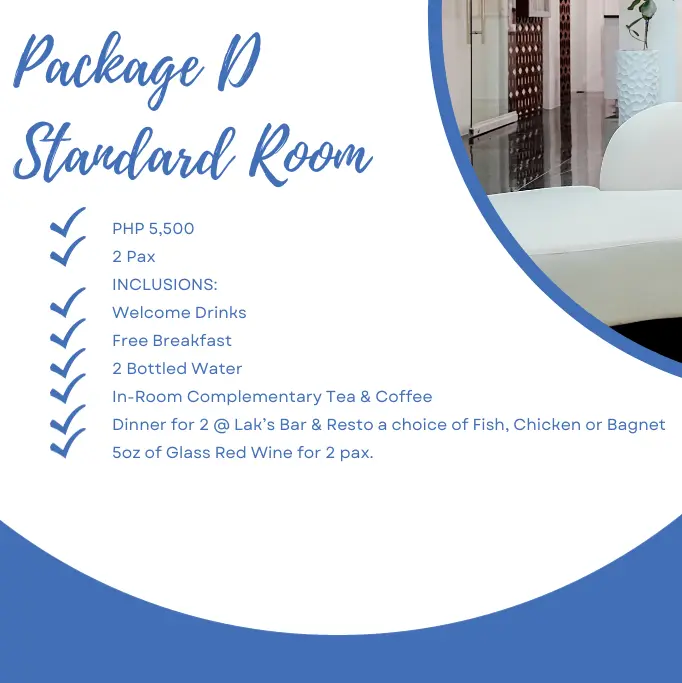 Package D
Standard Room
PHP 5,500
2 Pax
INCLUSIONS:
Welcome Drinks
Free Breakfast
2 Bottled Water
In-Room Complementary Tea & Coffee
Dinner for 2 @ Lak's Bar & Resto a choice of Fish, Chicken or Bagnet
5oz of Glass Red Wine for 2 pax.